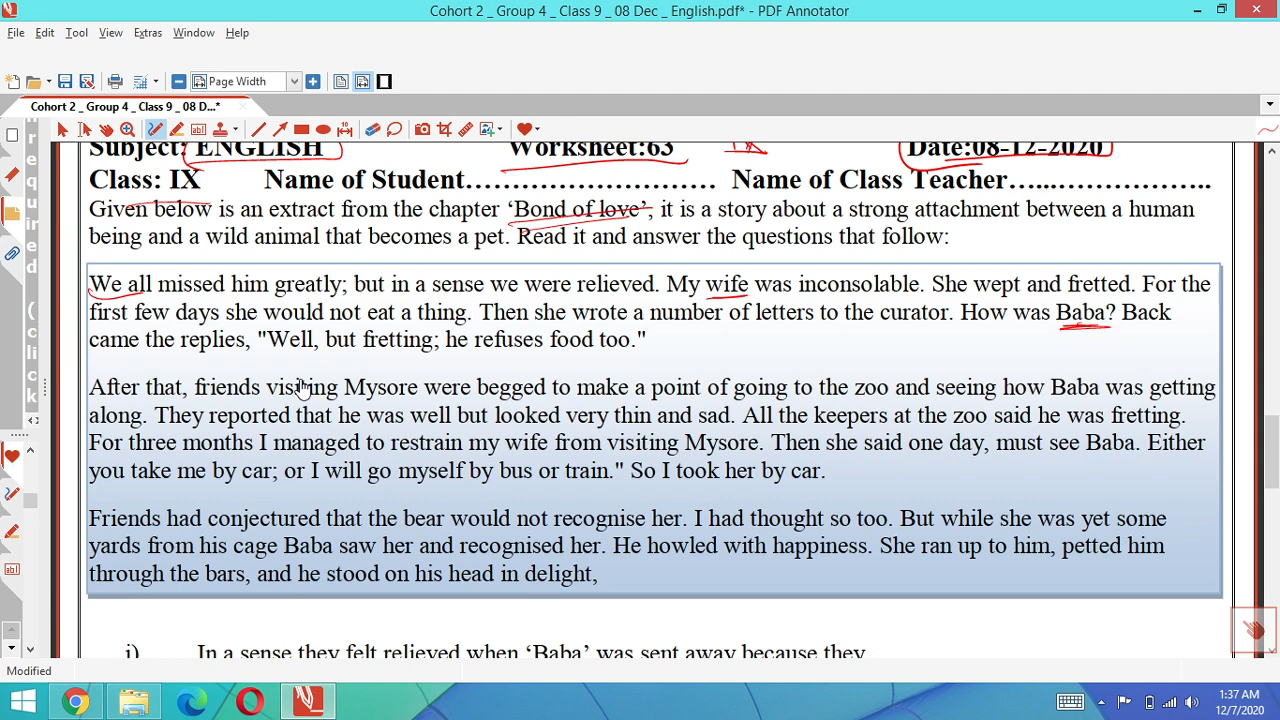 Cohort 2 _ Group 4 _ Class 9 _ 08 Dec _ English.pdf* - PDF Annotator
File Edit Tool View Extras Window Help
Page Width
Cohort 2 _ Group 4 _ Class 9 _ 08 D...*
Subject: ENGLISH Worksheet:63 Date:08-12-2020
Class: IX Name of Student……………………… Name of Class Teacher…...……………..
Given below is an extract from the chapter ‘Bond of love’, it is a story about a strong attachment between a human
being and a wild animal that becomes a pet. Read it and answer the questions that follow:
We all missed him greatly; but in a sense we were relieved. My wife was inconsolable. She wept and fretted. For the
first few days she would not eat a thing. Then she wrote a number of letters to the curator. How was Baba? Back
came the replies, "Well, but fretting; he refuses food too."
After that, friends visiting Mysore were begged to make a point of going to the zoo and seeing how Baba was getting
along. They reported that he was well but looked very thin and sad. All the keepers at the zoo said he was fretting.
For three months I managed to restrain my wife from visiting Mysore. Then she said one day, must see Baba. Either
you take me by car; or I will go myself by bus or train." So I took her by car.
Friends had conjectured that the bear would not recognise her. I had thought so too. But while she was yet some
yards from his cage Baba saw her and recognised her. He howled with happiness. She ran up to him, petted him
through the bars, and he stood on his head in delight,
i) In a sense they felt relieved when ‘Baba’ was sent away because they
required (click
Modified
1:37 AM
12/7/2020